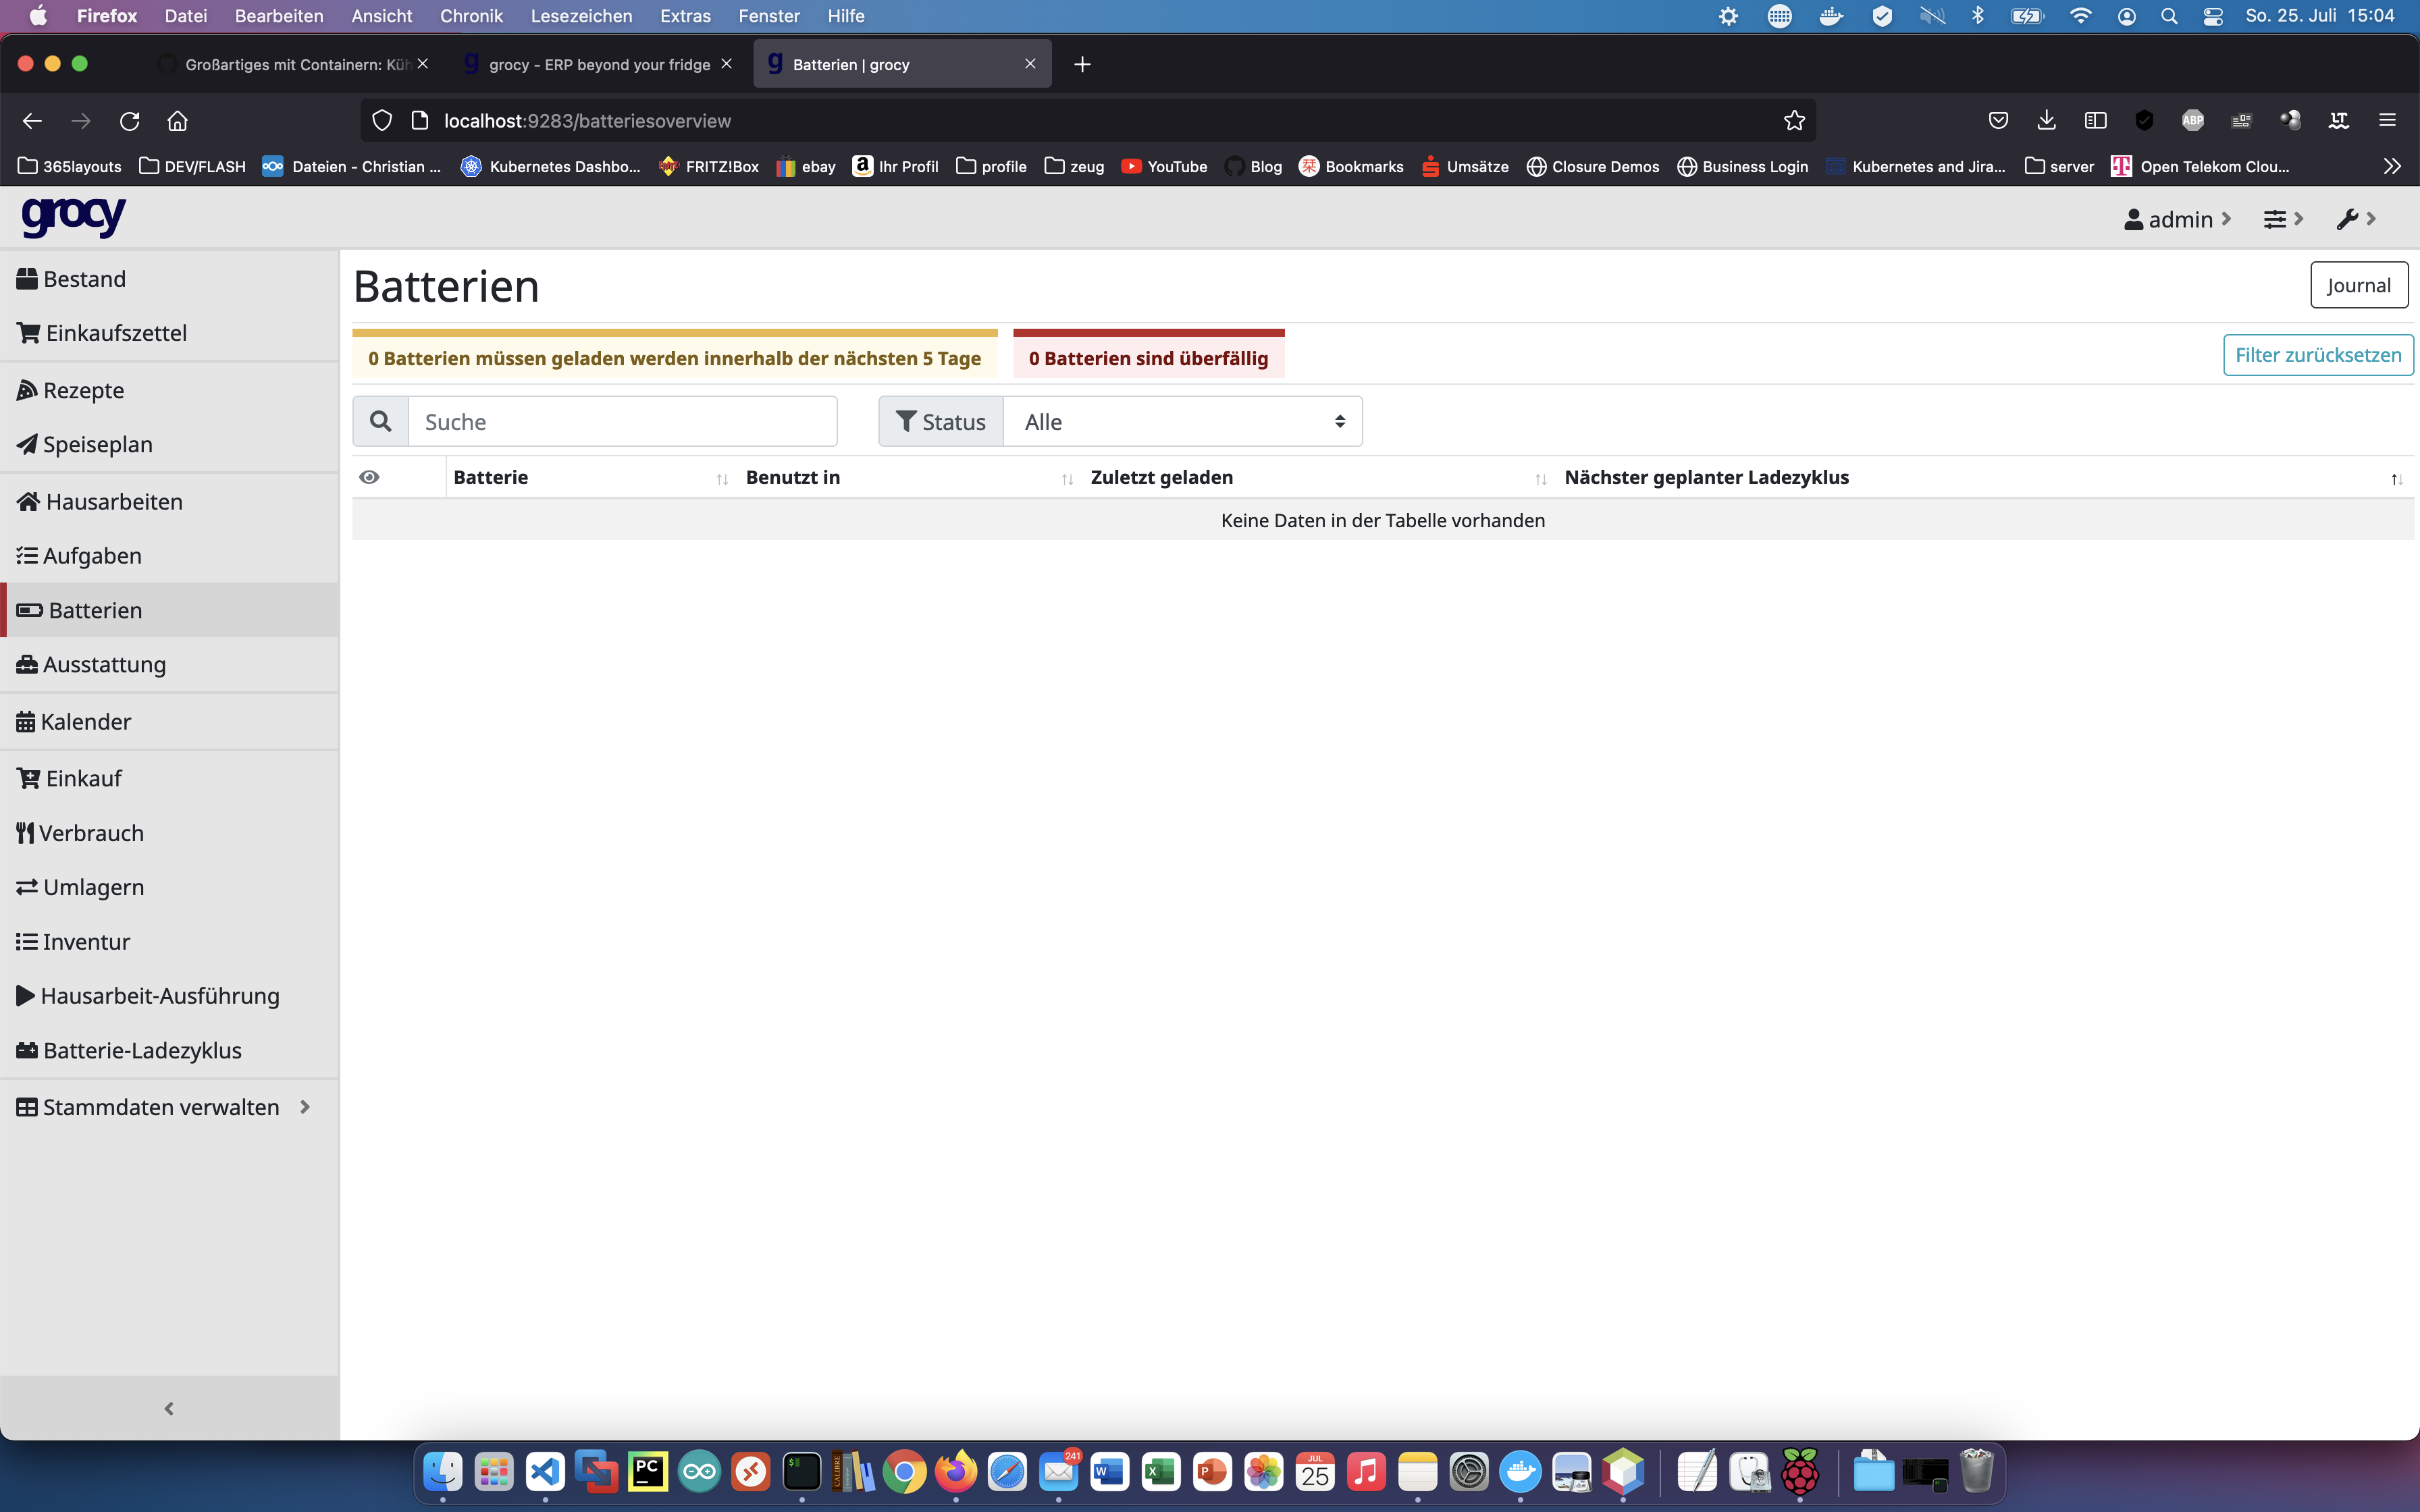 Firefox Datei Bearbeiten Ansicht Chronik Lesezeichen Extras Fenster Hilfe So. 25. Juli 15:04
Großartiges mit Containern: Küh grocy - ERP beyond your fridge Batterien | grocy
localhost:9283/batteriesoverview ABP LT
365layouts DEV/FLASH Dateien - Christian ... Kubernetes Dashbo... FRITZ!Box ebay Ihr Profil profile zeug YouTube Blog Bookmarks Umsätze Closure Demos Business Login Kubernetes and Jira... server Open Telekom Clou...
grocy admin
Bestand
Einkaufszettel
Rezepte
Speiseplan
Hausarbeiten
Aufgaben
Batterien
Ausstattung
Kalender
Einkauf
Verbrauch
Umlagern
Inventur
Hausarbeit-Ausführung
Batterie-Ladezyklus
Stammdaten verwalten
Batterien Journal
0 Batterien müssen geladen werden innerhalb der nächsten 5 Tage 0 Batterien sind überfällig Filter zurücksetzen
Suche Status Alle
Batterie Benutzt in Zuletzt geladen Nächster geplanter Ladezyklus
Keine Daten in der Tabelle vorhanden
PC $ CALIBRE 241 W X P JUL 25